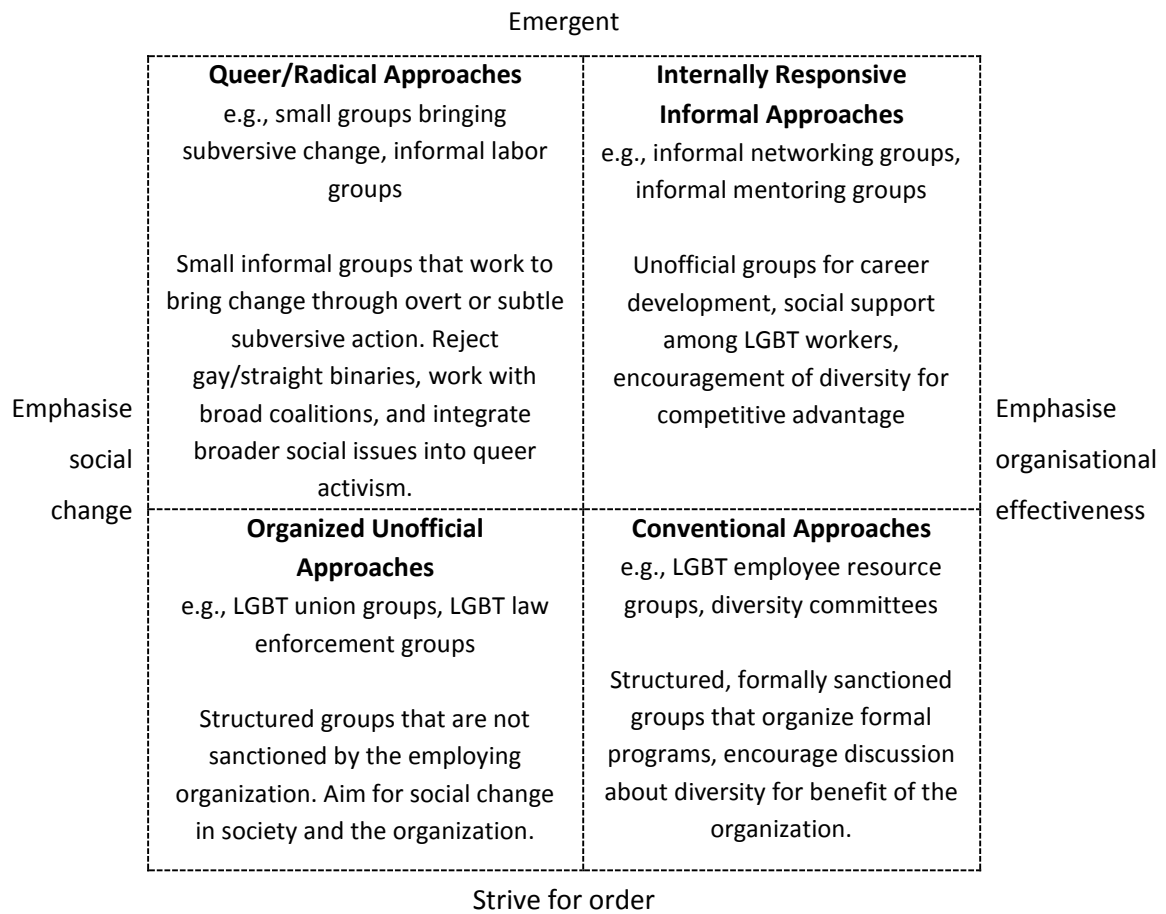 Emergent
Queer/Radical Approaches
e.g., small groups bringing
subversive change, informal labor
groups
Small informal groups that work to
bring change through overt or subtle
subversive action. Reject
gay/straight binaries, work with
broad coalitions, and integrate
broader social issues into queer
activism.
Internally Responsive
Informal Approaches
e.g., informal networking groups,
informal mentoring groups
Unofficial groups for career
development, social support
among LGBT workers,
encouragement of diversity for
competitive advantage
Emphasise
social
change
Emphasise
organisational
effectiveness
Organized Unofficial
Approaches
e.g., LGBT union groups, LGBT law
enforcement groups
Structured groups that are not
sanctioned by the employing
organization. Aim for social change
in society and the organization.
Conventional Approaches
e.g., LGBT employee resource
groups, diversity committees
Structured, formally sanctioned
groups that organize formal
programs, encourage discussion
about diversity for benefit of the
organization.
Strive for order